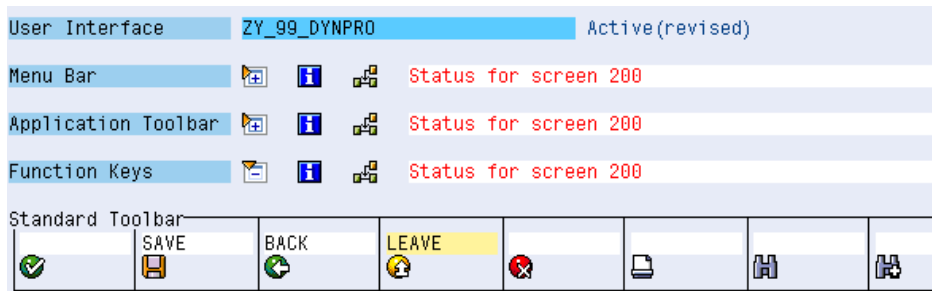 User Interface ZY_99_DYNPRO Active(revised)
Menu Bar Status for screen 200
Application Toolbar Status for screen 200
Function Keys Status for screen 200
Standard Toolbar
SAVE BACK LEAVE